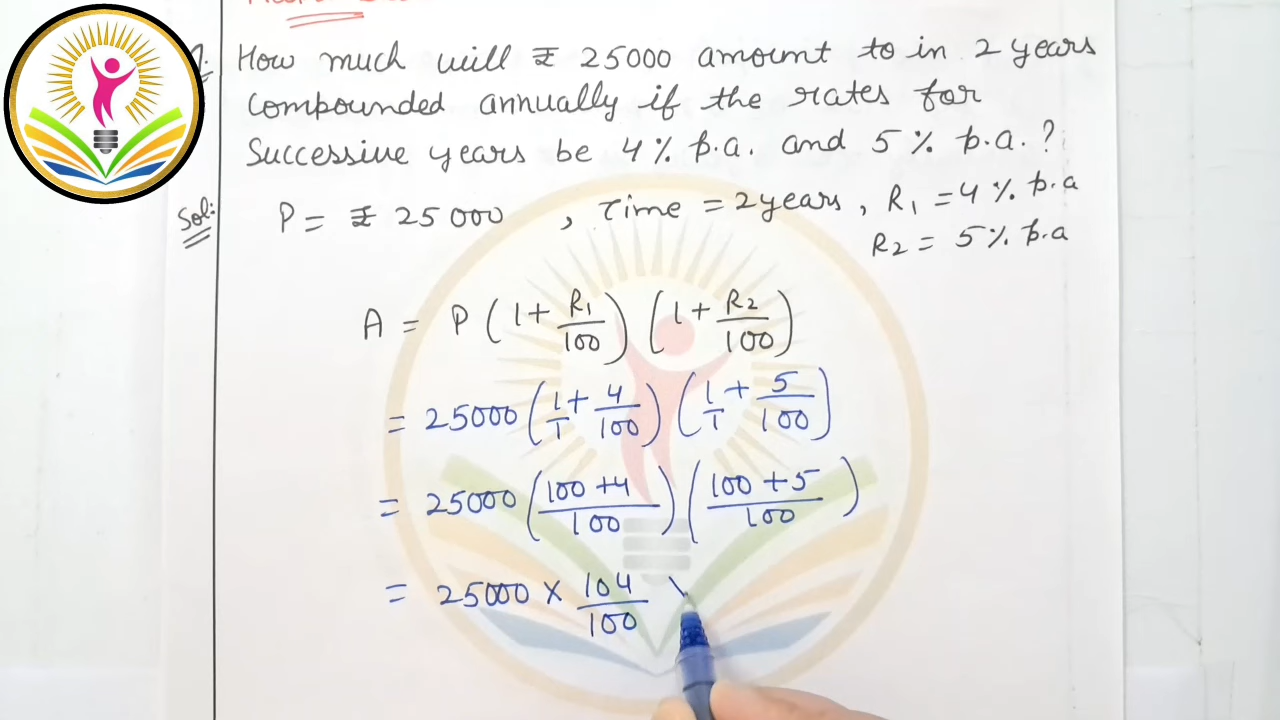 How much will ₹ 25000 amount to in 2 years
compounded annually if the rates for
Successive years be 4% p.a. and 5% p.a.?
Sol:
P = ₹ 25000, Time = 2 years, R₁ = 4% p.a
R₂ = 5% p.a
A = P (1 + R₁/100) (1 + R₂/100)
= 25000 (1/1 + 4/100) (1/1 + 5/100)
= 25000 (100 + 4/100) (100 + 5/100)
= 25000 × 104/100